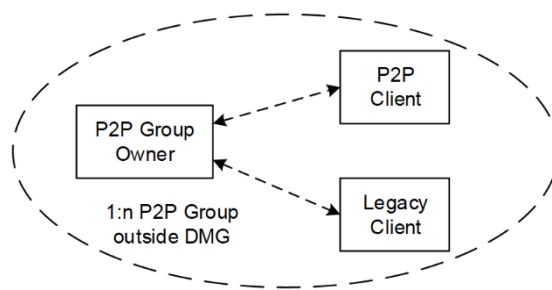 P2P Group
Owner
P2P
Client
Legacy
Client
1:n P2P Group
outside DMG